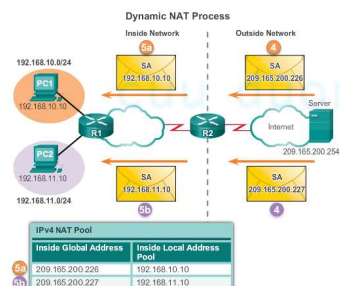 Dynamic NAT Process
Inside Network
Outside Network
5a
4
192.168.10.0/24
SA
192.168.10.10
SA
209.165.200.226
PC1
192.168.10.10
Server
R1
R2
Internet
209.165.200.254
PC2
192.168.11.10
SA
192.168.11.10
SA
209.165.200.227
192.168.11.0/24
5b
4
IPv4 NAT Pool
Inside Global Address
Inside Local Address Pool
5a 209.165.200.226 192.168.10.10
5b 209.165.200.227 192.168.11.10